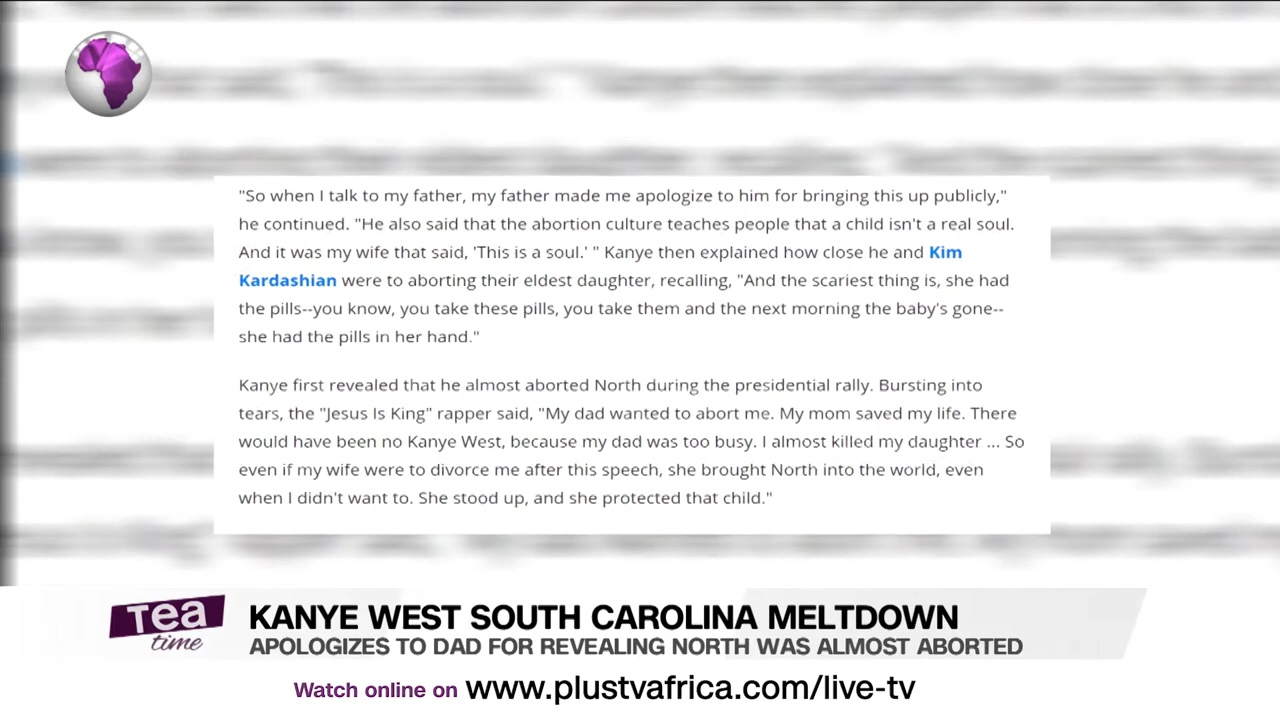 "So when I talk to my father, my father made me apologize to him for bringing this up publicly,"
he continued. "He also said that the abortion culture teaches people that a child isn't a real soul.
And it was my wife that said, 'This is a soul.' " Kanye then explained how close he and Kim
Kardashian were to aborting their eldest daughter, recalling, "And the scariest thing is, she had
the pills--you know, you take these pills, you take them and the next morning the baby's gone--
she had the pills in her hand."
Kanye first revealed that he almost aborted North during the presidential rally. Bursting into
tears, the "Jesus Is King" rapper said, "My dad wanted to abort me. My mom saved my life. There
would have been no Kanye West, because my dad was too busy. I almost killed my daughter ... So
even if my wife were to divorce me after this speech, she brought North into the world, even
when I didn't want to. She stood up, and she protected that child."
Tea
time
KANYE WEST SOUTH CAROLINA MELTDOWN
APOLOGIZES TO DAD FOR REVEALING NORTH WAS ALMOST ABORTED
Watch online on www.plustvafrica.com/live-tv